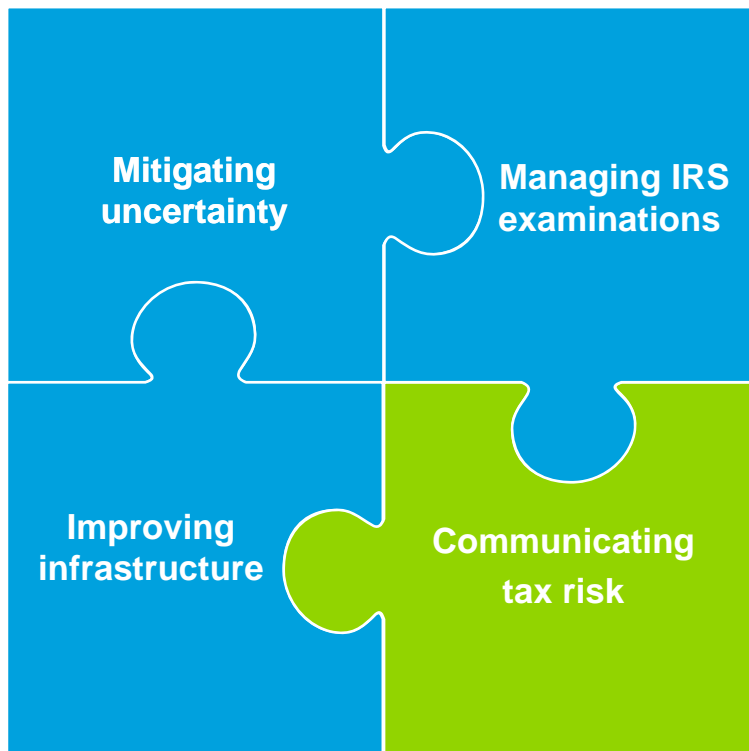 Mitigating
uncertainty
Managing IRS
examinations
Improving
infrastructure
Communicating
tax risk